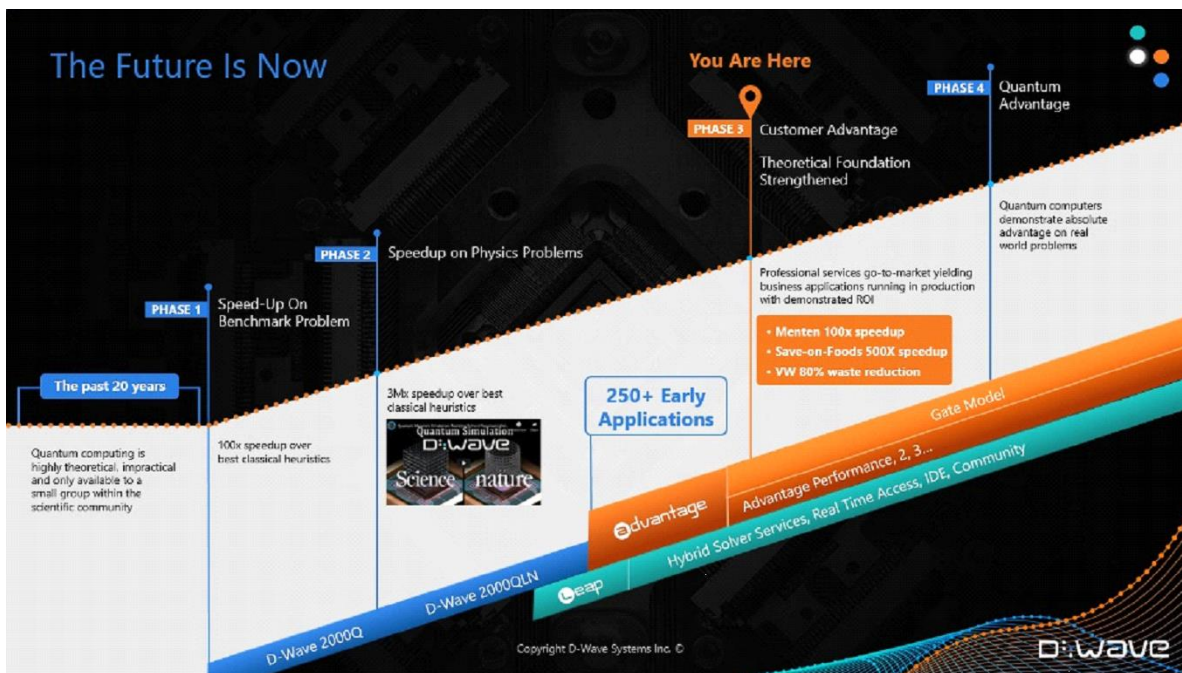 The Future Is Now
You Are Here
PHASE 4
Quantum
Advantage
PHASE 3
Customer Advantage
Theoretical Foundation
Strengthened
Quantum computers
demonstrate absolute
advantage on real
world problems
PHASE 2
Speedup on Physics Problems
Professional services go-to-market yielding
business applications running in production
with demonstrated ROI
PHASE 1
Speed-Up On
Benchmark Problem
• Menten 100x speedup
• Save-on-Foods 500X speedup
• VW 80% waste reduction
The past 20 years
250+ Early
Applications
3Mx speedup over best
classical heuristics
Quantum Simulation
D:wave
Science
nature
100x speedup over
best classical heuristics
Quantum computing is
highly theoretical, impractical
and only available to a
small group within the
scientific community
Gate Model
advantage
Advantage Performance, 2, 3...
Leap
Hybrid Solver Services, Real Time Access, IDE, Community
D-Wave 2000Q
D-Wave 2000QLN
Copyright D-Wave Systems Inc. ©
D:wave